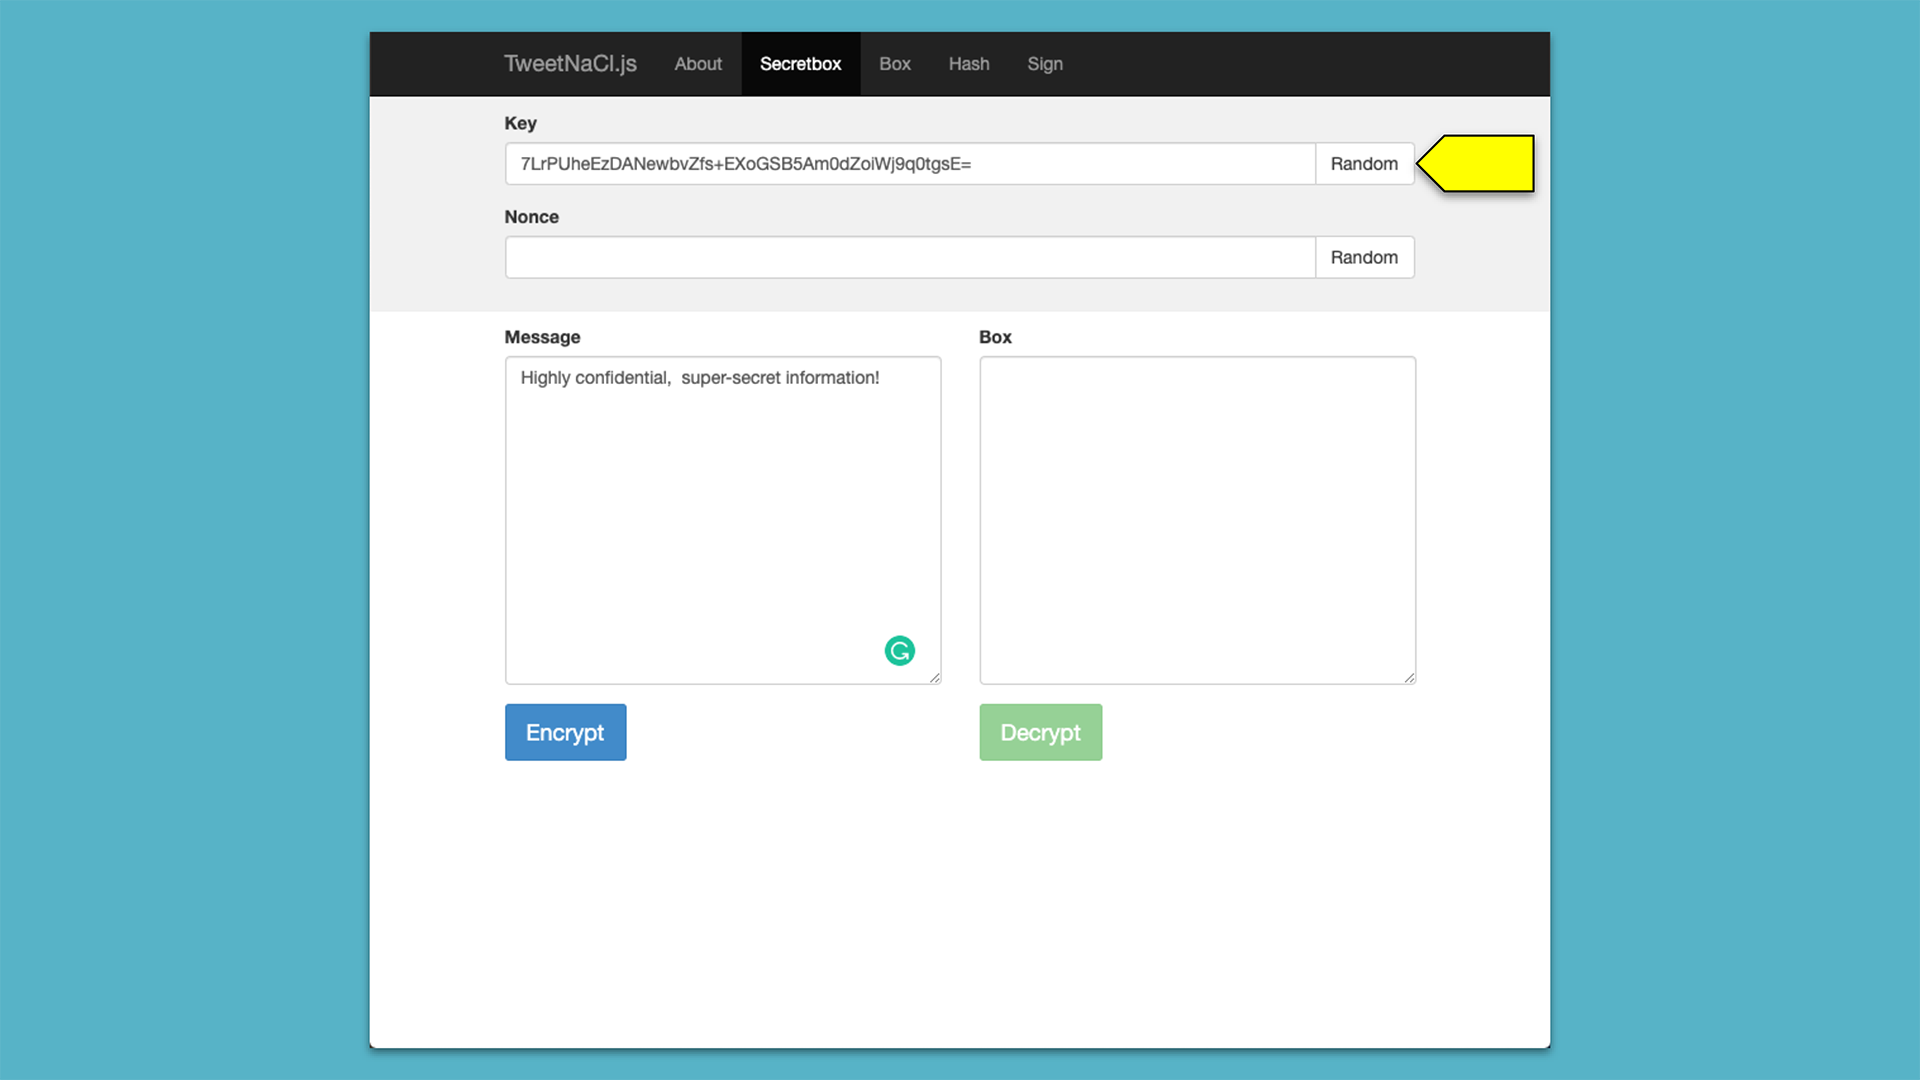 TweetNaCl.js About Secretbox Box Hash Sign
Key
7LrPUheEzDANewbvZfs+EXoGSB5Am0dZoiWj9q0tgsE= Random
Nonce
Random
Message
Highly confidential,  super-secret information!
Box
Encrypt
Decrypt